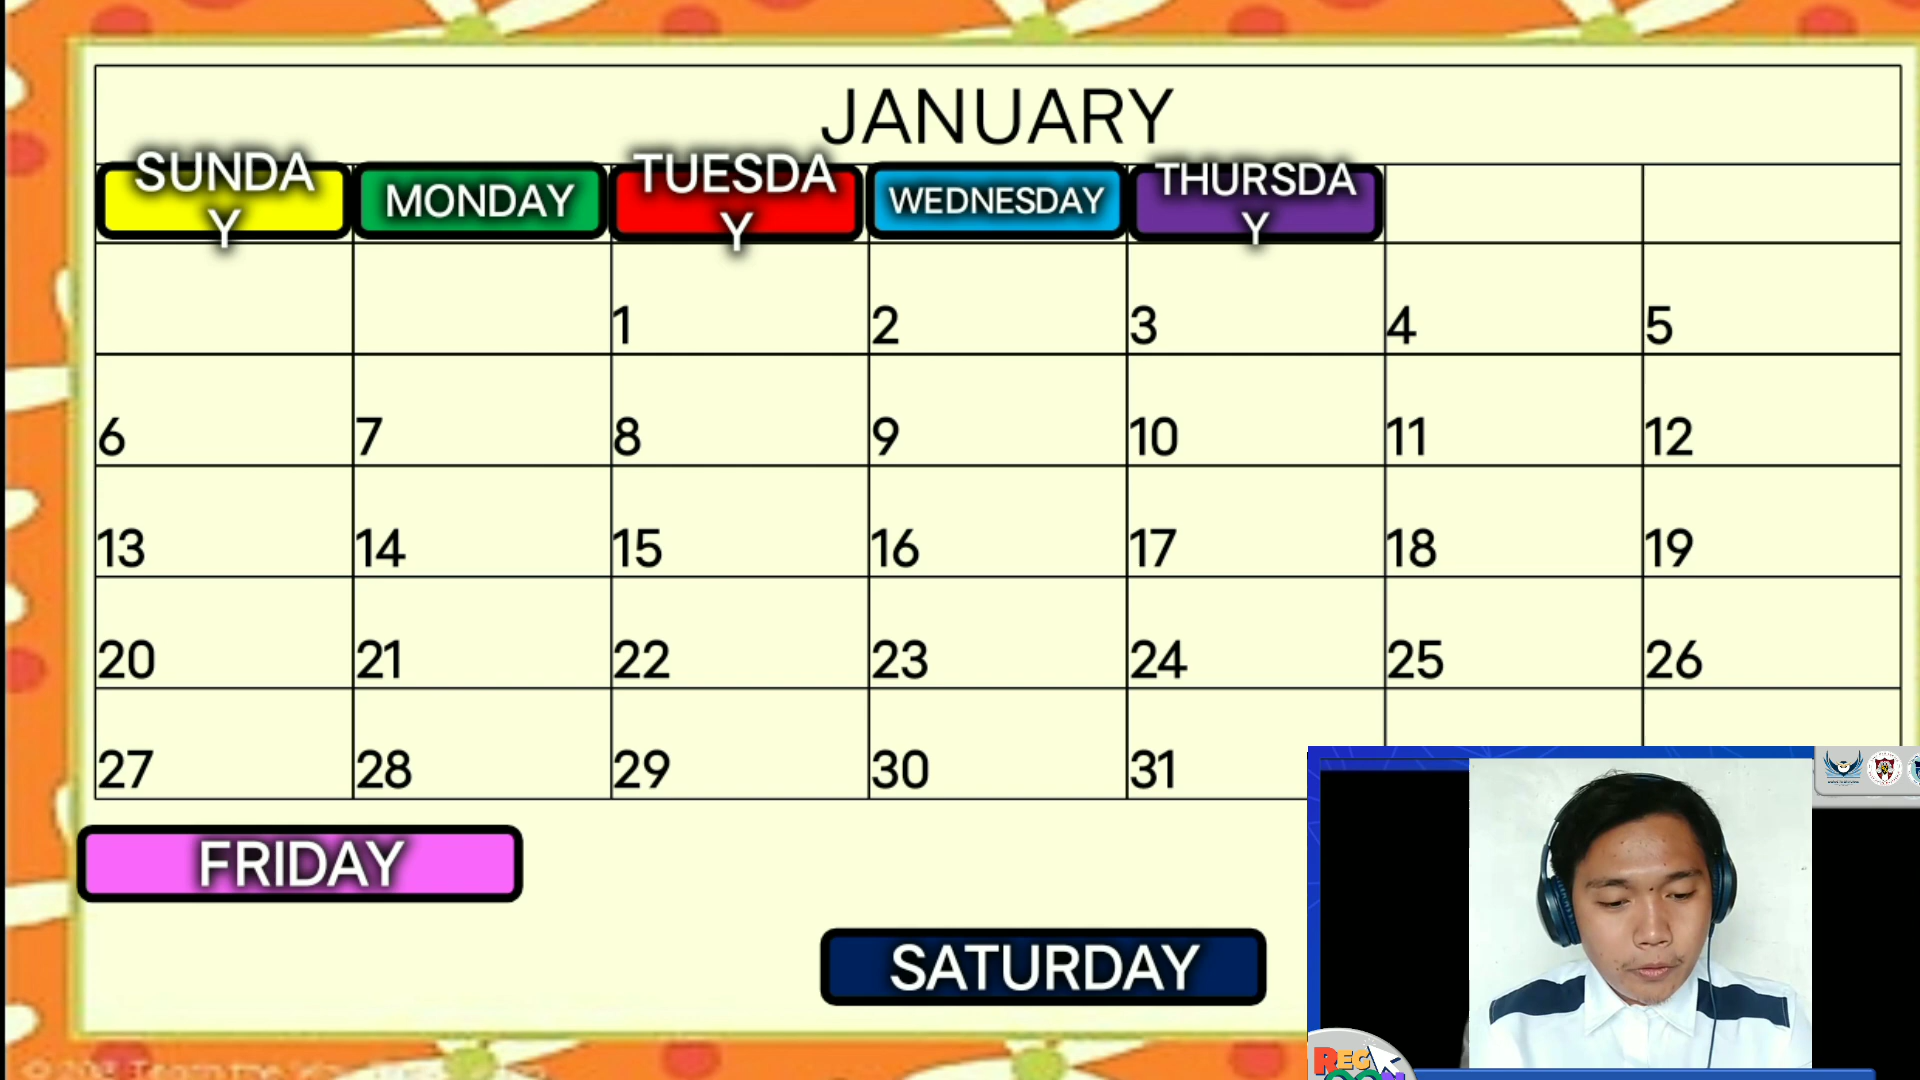 JANUARY
SUNDA
Y
MONDAY
TUESDA
Y
WEDNESDAY
THURSDA
Y
1 2 3 4 5
6 7 8 9 10 11 12
13 14 15 16 17 18 19
20 21 22 23 24 25 26
27 28 29 30 31
FRIDAY
SATURDAY
REG